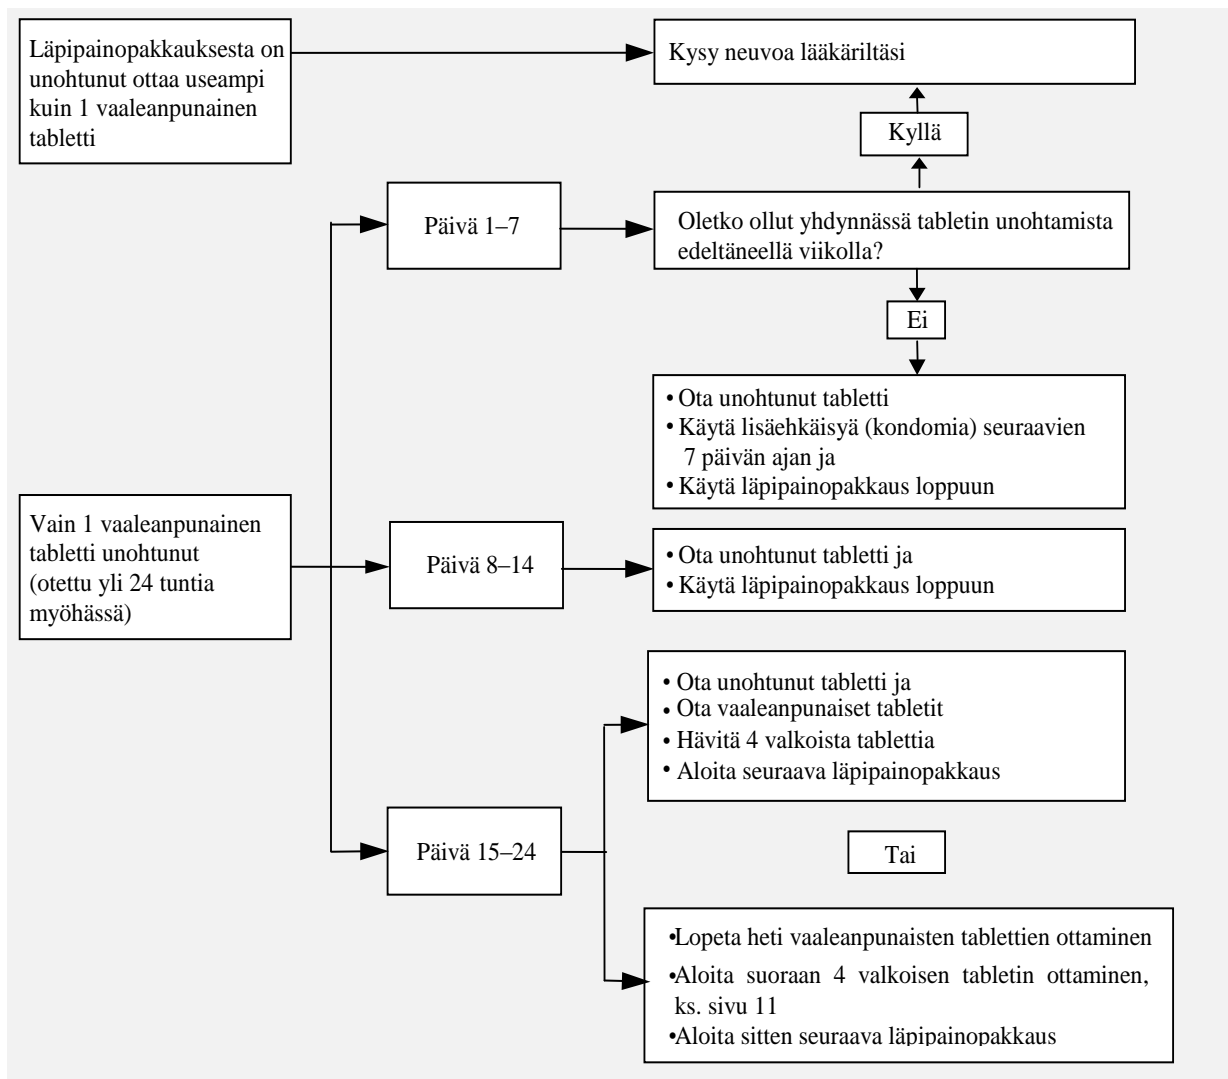 Läpipainopakkauksesta on
unohtunut ottaa useampi
kuin 1 vaaleanpunainen
tabletti
Kysy neuvoa lääkäriltäsi
Kyllä
Päivä 1–7
Oletko ollut yhdynnässä tabletin unohtamista
edeltäneellä viikolla?
Ei
• Ota unohtunut tabletti
• Käytä lisäehkäisyä (kondomia) seuraavien
7 päivän ajan ja
• Käytä läpipainopakkaus loppuun
Vain 1 vaaleanpunainen
tabletti unohtunut
(otettu yli 24 tuntia
myöhässä)
Päivä 8–14
• Ota unohtunut tabletti ja
• Käytä läpipainopakkaus loppuun
• Ota unohtunut tabletti ja
• Ota vaaleanpunaiset tabletit
• Hävitä 4 valkoista tablettia
• Aloita seuraava läpipainopakkaus
Päivä 15–24
Tai
•Lopeta heti vaaleanpunaisten tablettien ottaminen
•Aloita suoraan 4 valkoisen tabletin ottaminen,
ks. sivu 11
•Aloita sitten seuraava läpipainopakkaus